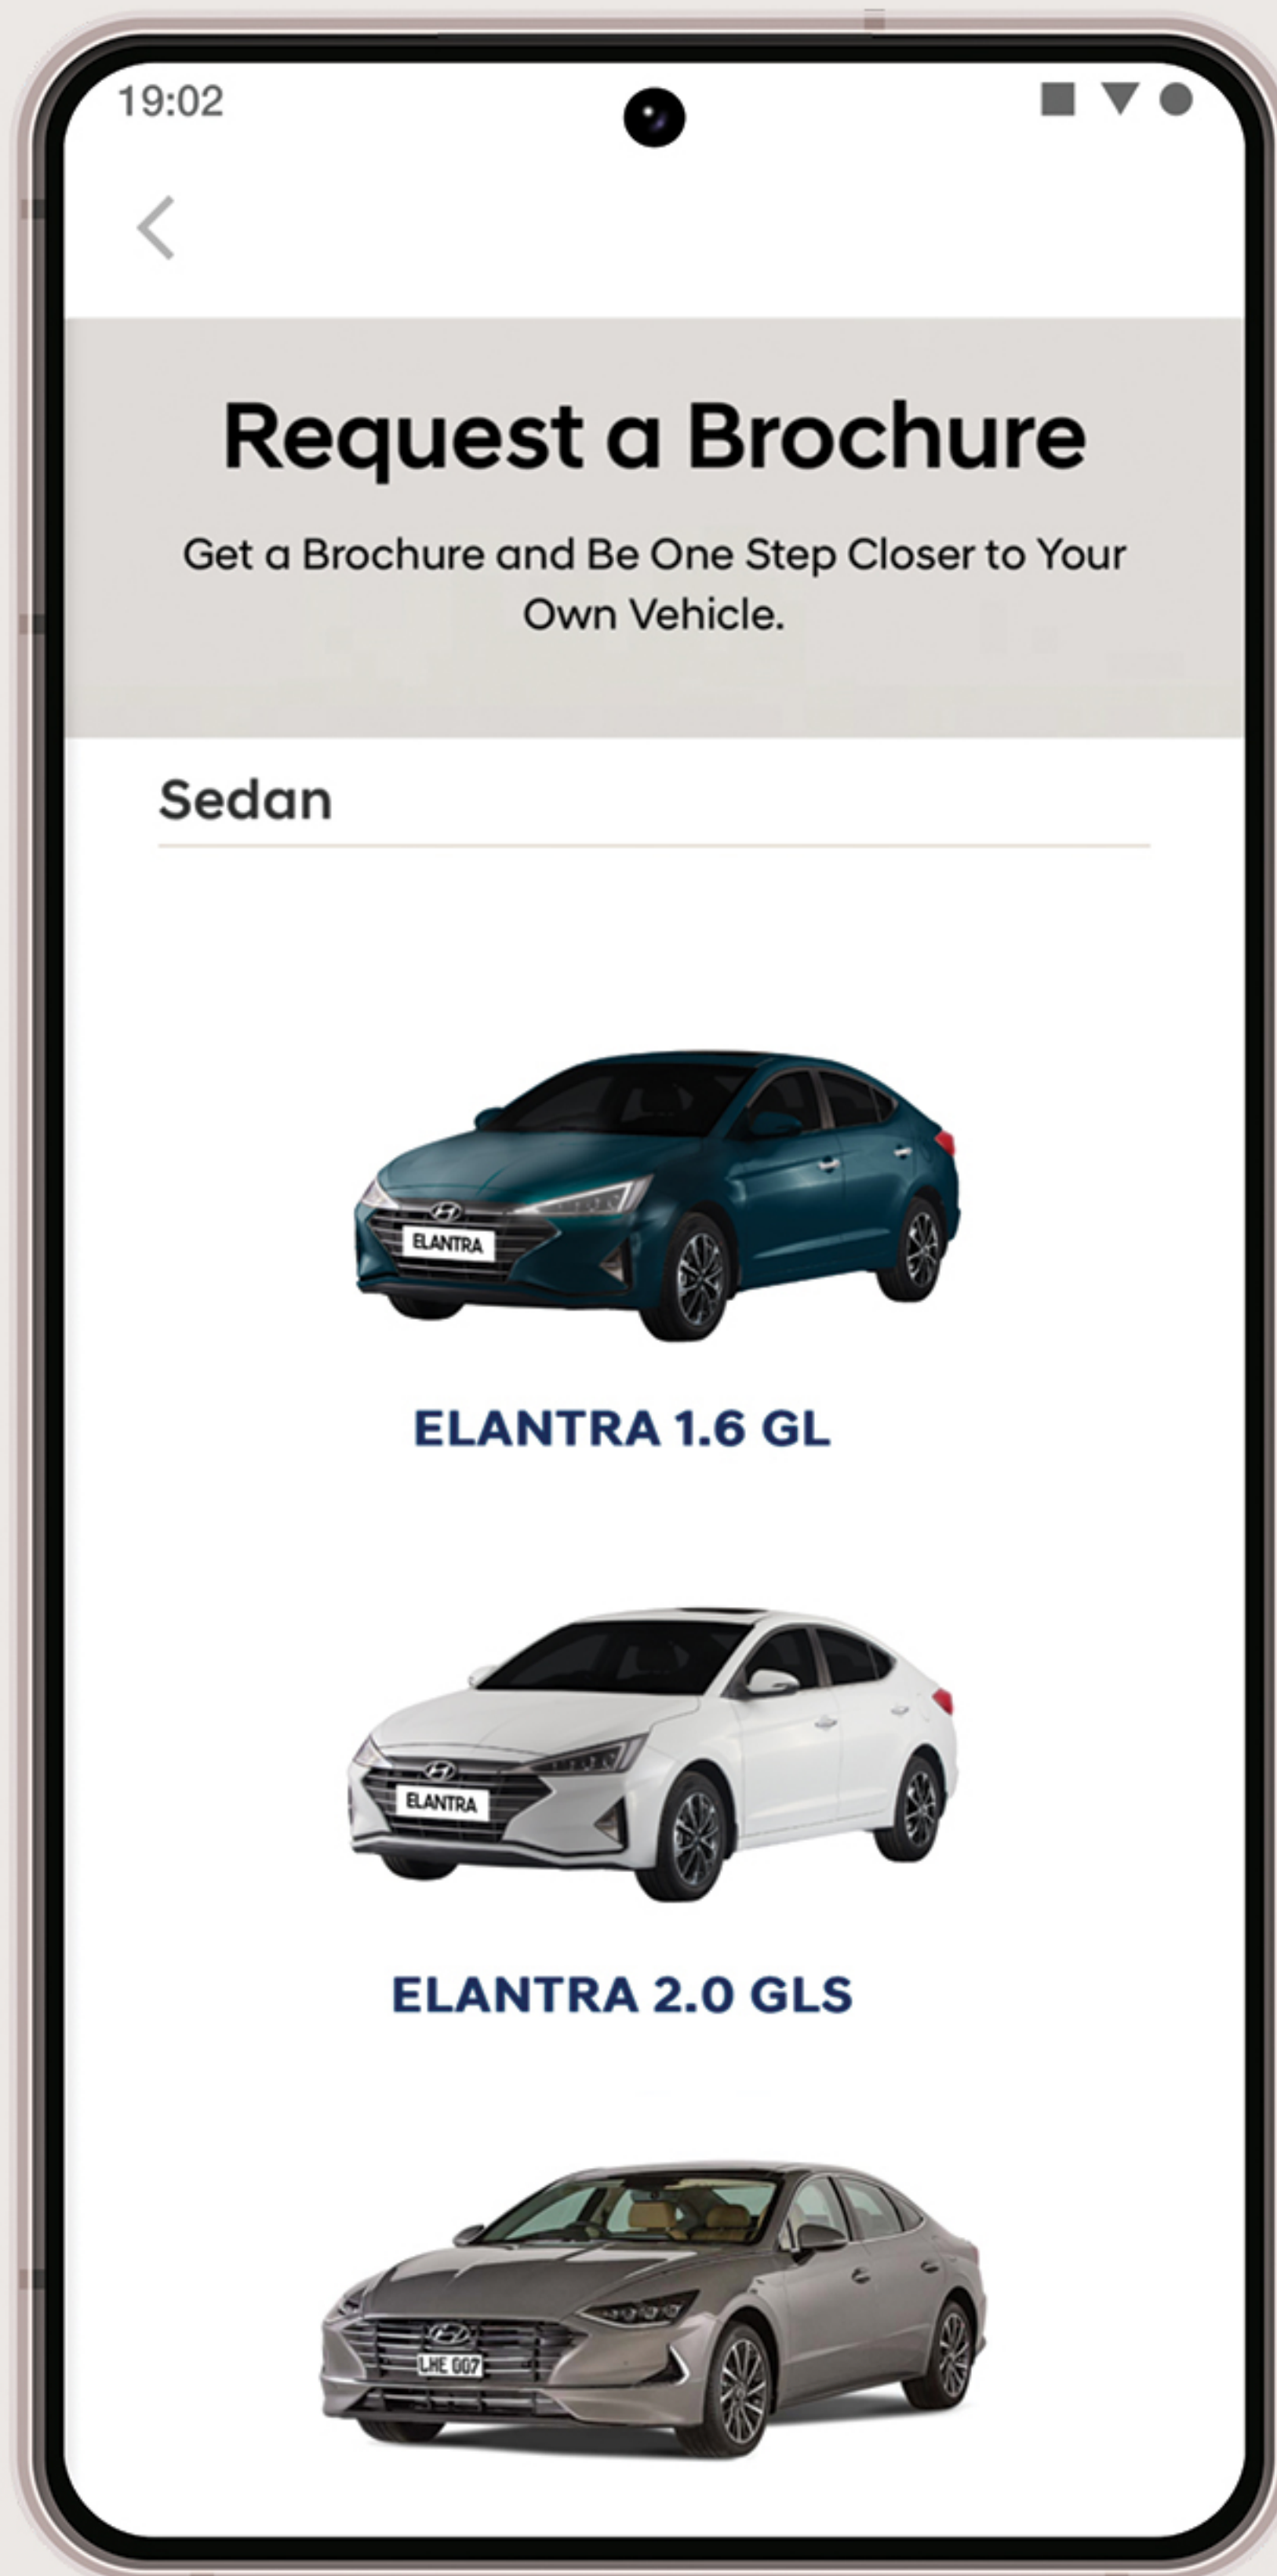 19:02
Request a Brochure
Get a Brochure and Be One Step Closer to Your
Own Vehicle.
Sedan
ELANTRA
ELANTRA 1.6 GL
ELANTRA
ELANTRA 2.0 GLS
LHE 007